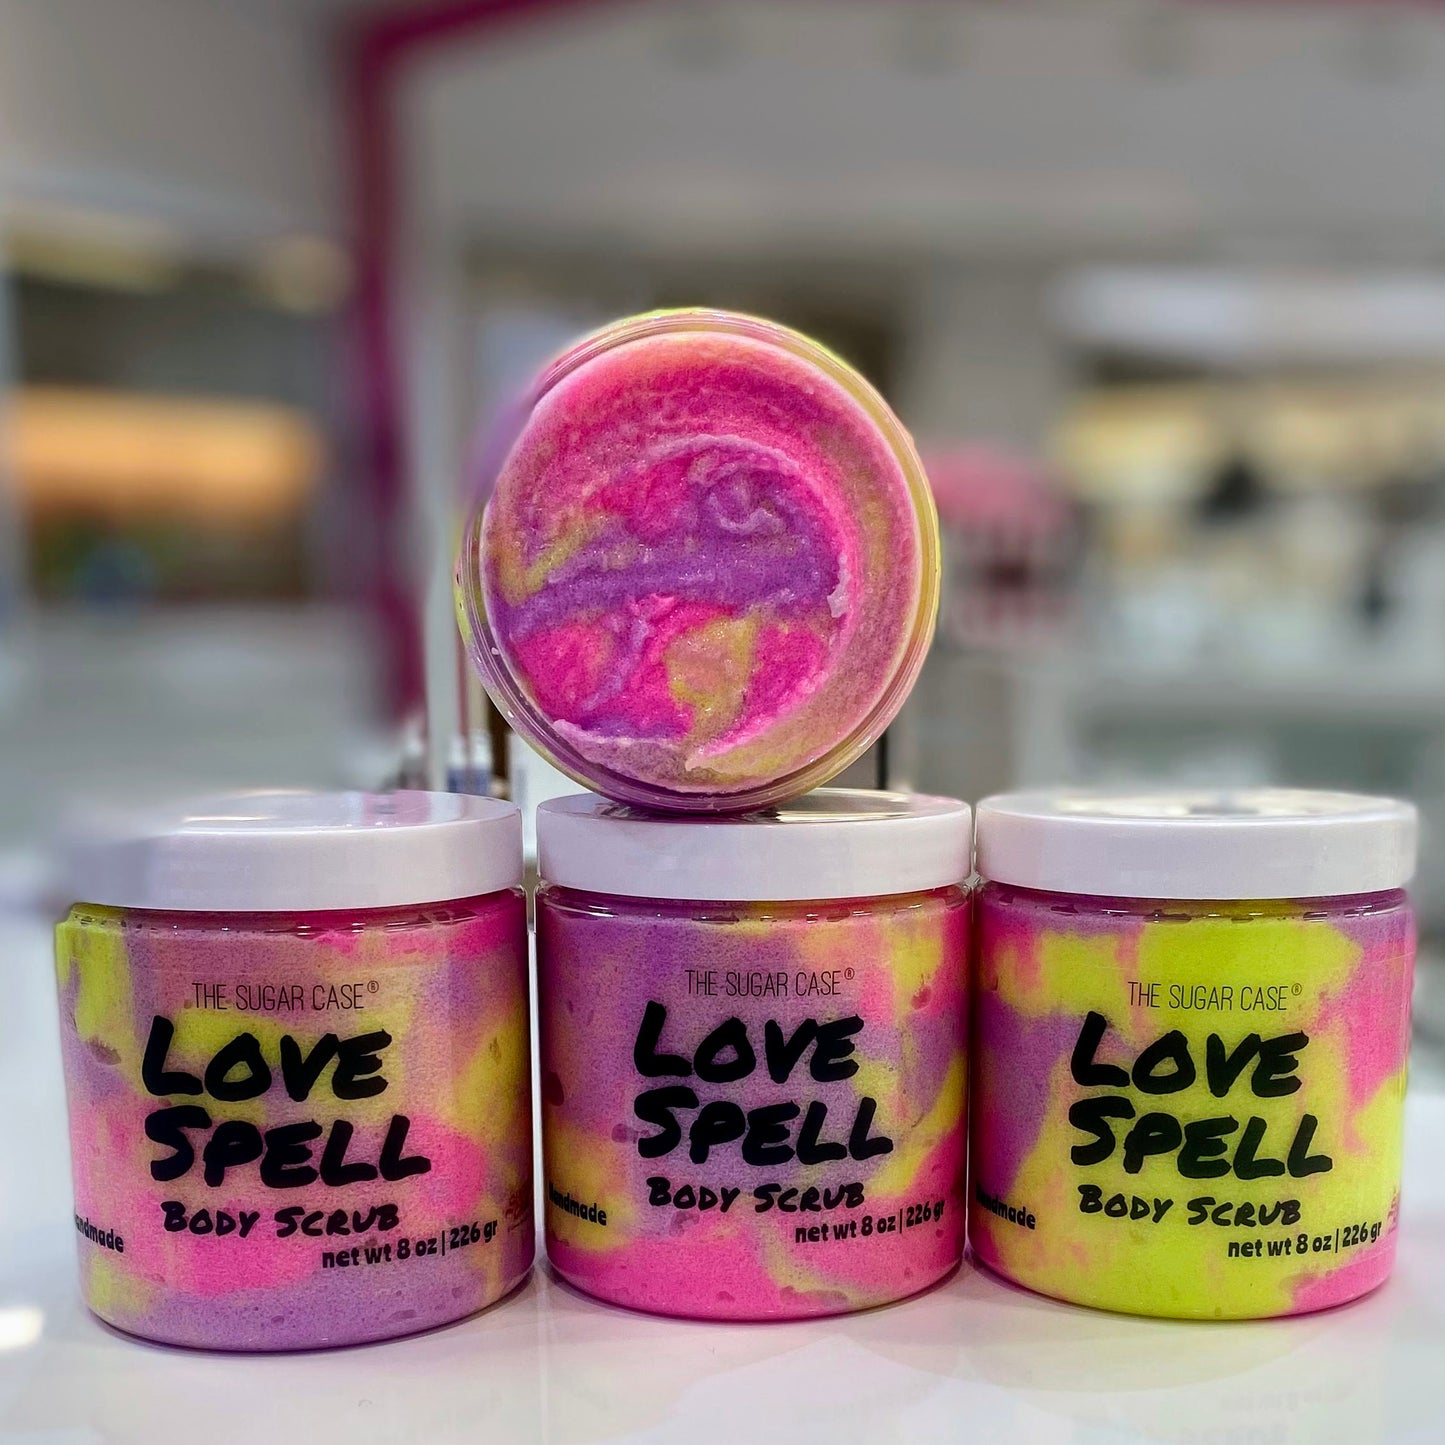 THE SUGAR CASE®
LOVE
SPELL
BODY SCRUB
handmade
net wt 8 oz | 226 gr
THE SUGAR CASE®
LOVE
SPELL
BODY SCRUB
handmade
net wt 8 oz | 226 gr
THE SUGAR CASE®
LOVE
SPELL
BODY SCRUB
handmade
net wt 8 oz | 226 gr